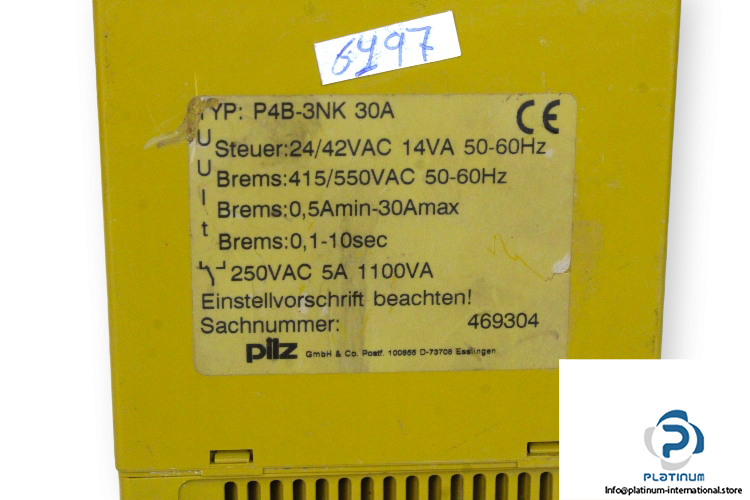 6497
TYP: P4B-3NK 30A
CE
U Steuer:24/42VAC 14VA 50-60Hz
U Brems:415/550VAC 50-60Hz
I Brems:0,5Amin-30Amax
t Brems:0,1-10sec
250VAC 5A 1100VA
Einstellvorschrift beachten!
Sachnummer: 469304
pilz GmbH & Co. Postf. 100955 D-73708 Esslingen
PLATINUM
Info@platinum-international.store